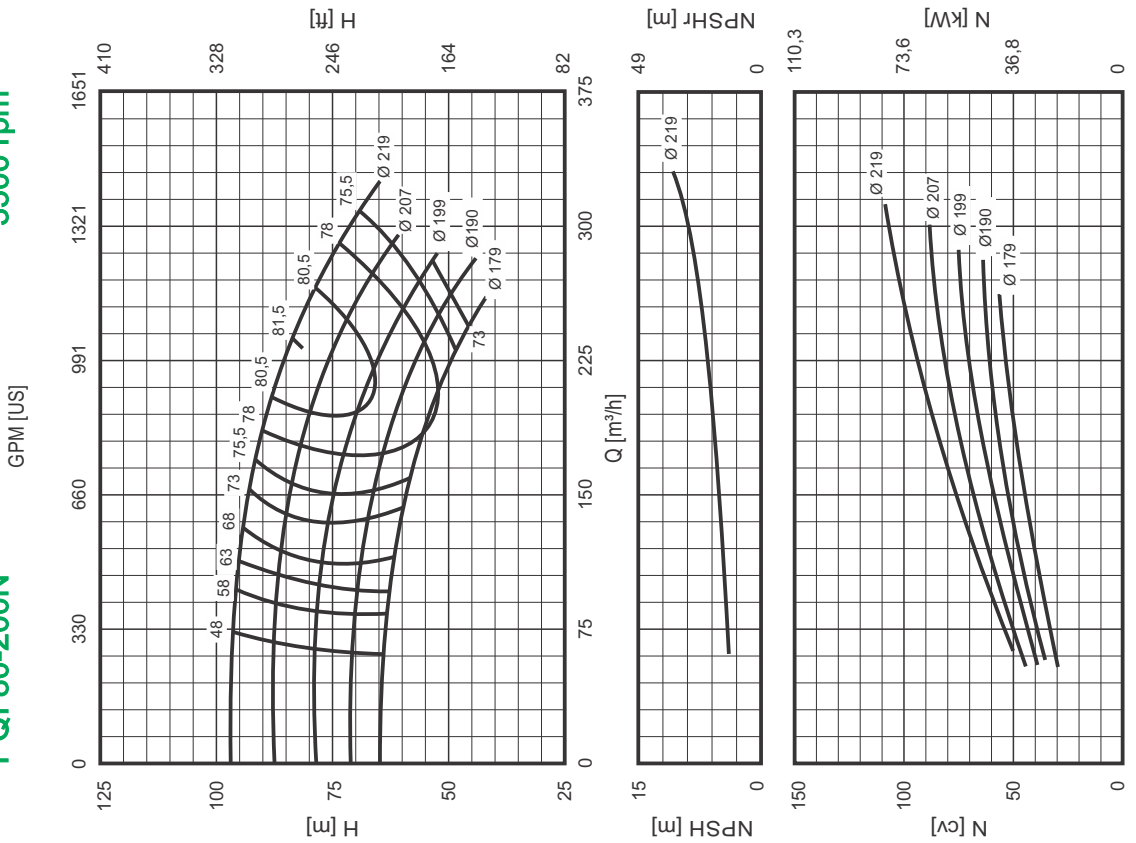 rpm
GPM [US]
0 330 660 991 1321 1651
H [m]
125
100
75
50
25
H [ft]
410
328
246
164
82
48
58
63
68
73
75,5
78
80,5
81,5
80,5
78
75,5
73
Ø 219
Ø 207
Ø 199
Ø190
Ø 179
0 75 150 225 300 375
Q [m³/h]
NPSH [m]
15
0
NPSHr [m]
49
0
Ø 219
N [cv]
150
100
50
0
N [kW]
110,3
73,6
36,8
0
Ø 219
Ø 207
Ø 199
Ø190
Ø 179